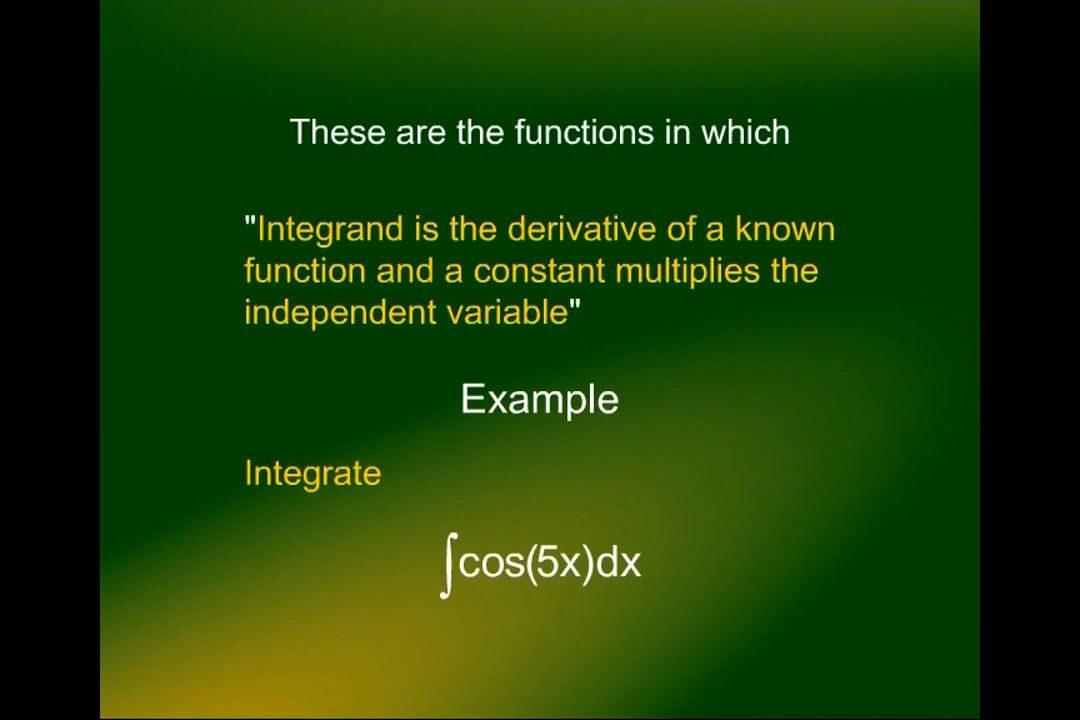 These are the functions in which
"Integrand is the derivative of a known
function and a constant multiplies the
independent variable"
Example
Integrate
∫cos(5x)dx